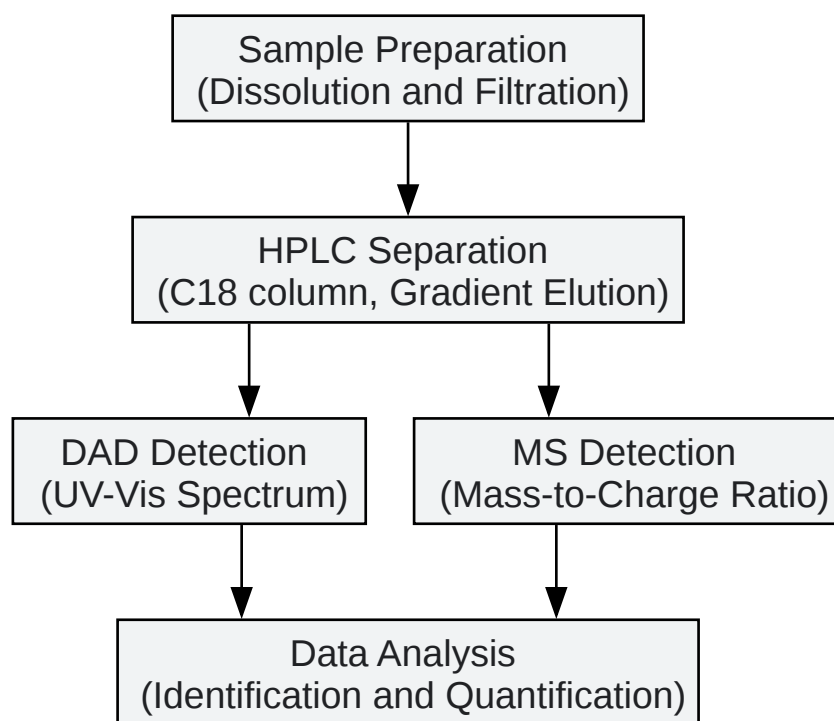 Sample Preparation
(Dissolution and Filtration)
HPLC Separation
(C18 column, Gradient Elution)
DAD Detection
(UV-Vis Spectrum)
MS Detection
(Mass-to-Charge Ratio)
Data Analysis
(Identification and Quantification)